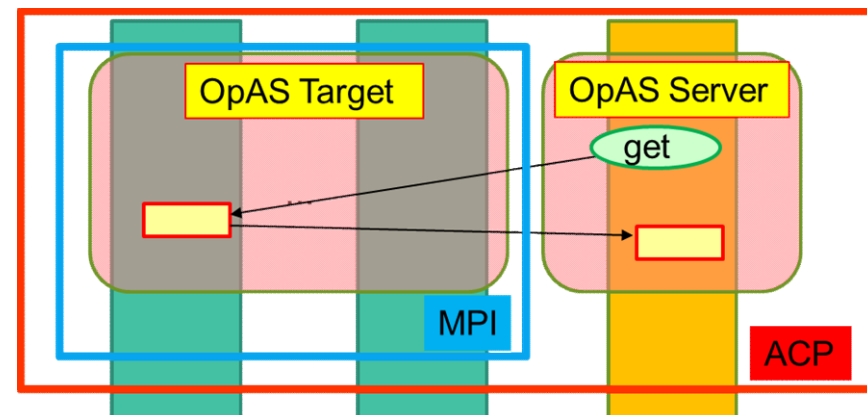 OpAS Target
OpAS Server
get
...
MPI
ACP